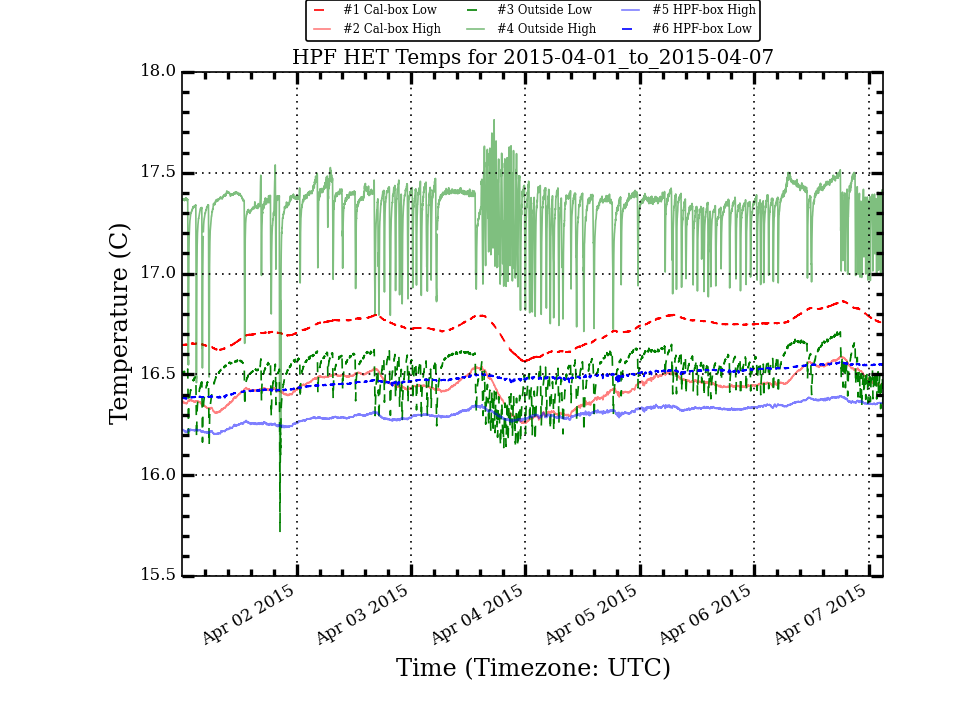 #1 Cal-box Low #3 Outside Low #5 HPF-box High
#2 Cal-box High #4 Outside High #6 HPF-box Low
HPF HET Temps for 2015-04-01_to_2015-04-07
18.0
17.5
17.0
16.5
16.0
15.5
Temperature (C)
Apr 02 2015 Apr 03 2015 Apr 04 2015 Apr 05 2015 Apr 06 2015 Apr 07 2015
Time (Timezone: UTC)